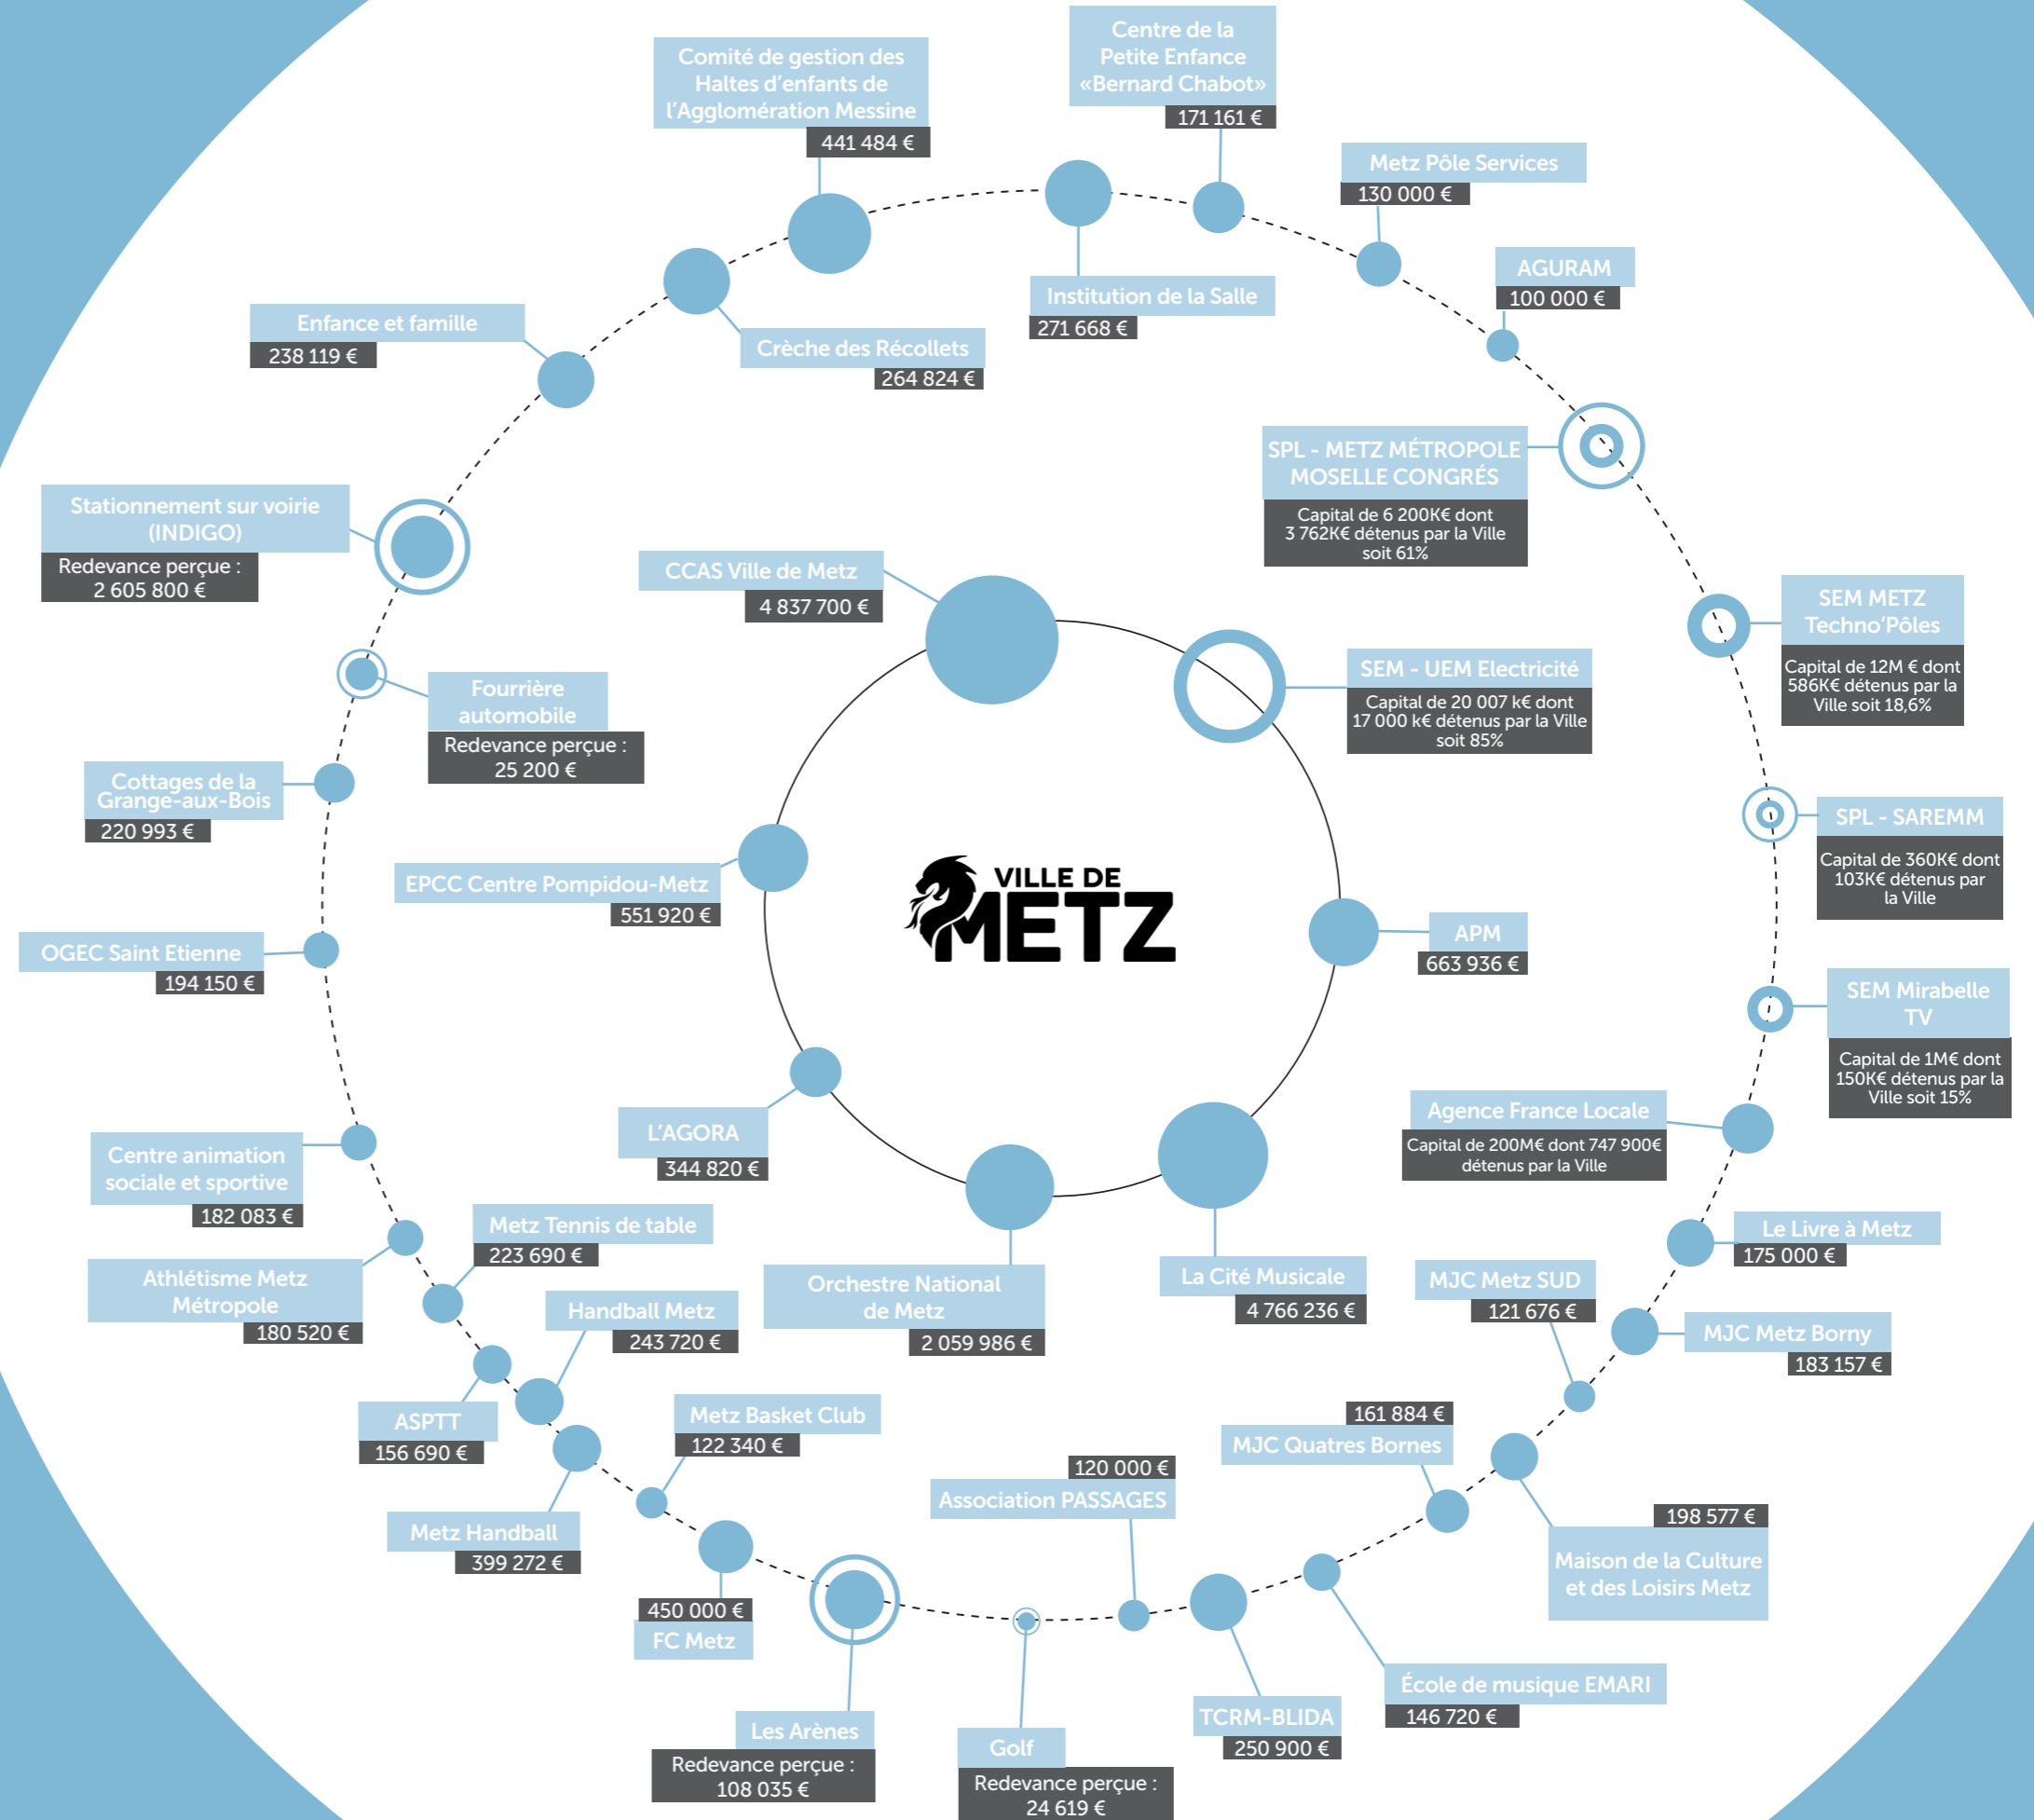 Centre de la
Petite Enfance
«Bernard Chabot»
171 161 €
Comité de gestion des
Haltes d'enfants de
l'Agglomération Messine
441 484 €
Metz Pôle Services
130 000 €
AGURAM
100 000 €
Institution de la Salle
271 668 €
Enfance et famille
238 119 €
Crèche des Récollets
264 824 €
SPL - METZ MÉTROPOLE
MOSELLE CONGRÉS
Capital de 6 200K€ dont
3 762K€ détenus par la Ville
soit 61%
Stationnement sur voirie
(INDIGO)
Redevance perçue :
2 605 800 €
CCAS Ville de Metz
4 837 700 €
SEM METZ
Techno'Pôles
Capital de 12M € dont
586K€ détenus par la
Ville soit 18,6%
SEM - UEM Electricité
Capital de 20 007 k€ dont
17 000 k€ détenus par la Ville
soit 85%
Fourrière
automobile
Redevance perçue :
25 200 €
Cottages de la
Grange-aux-Bois
220 993 €
SPL - SAREMM
Capital de 360K€ dont
103K€ détenus par
la Ville
EPCC Centre Pompidou-Metz
551 920 €
VILLE DE
METZ
APM
663 936 €
OGEC Saint Etienne
194 150 €
SEM Mirabelle
TV
Capital de 1M€ dont
150K€ détenus par la
Ville soit 15%
Agence France Locale
Capital de 200M€ dont 747 900€
détenus par la Ville
L'AGORA
344 820 €
Centre animation
sociale et sportive
182 083 €
Metz Tennis de table
223 690 €
Le Livre à Metz
175 000 €
Athlétisme Metz
Métropole
180 520 €
Handball Metz
243 720 €
Orchestre National
de Metz
2 059 986 €
La Cité Musicale
4 766 236 €
MJC Metz SUD
121 676 €
MJC Metz Borny
183 157 €
ASPTT
156 690 €
Metz Basket Club
122 340 €
161 884 €
MJC Quatres Bornes
120 000 €
Association PASSAGES
Metz Handball
399 272 €
198 577 €
Maison de la Culture
et des Loisirs Metz
450 000 €
FC Metz
École de musique EMARI
146 720 €
TCRM-BLIDA
250 900 €
Les Arènes
Redevance perçue :
108 035 €
Golf
Redevance perçue :
24 619 €